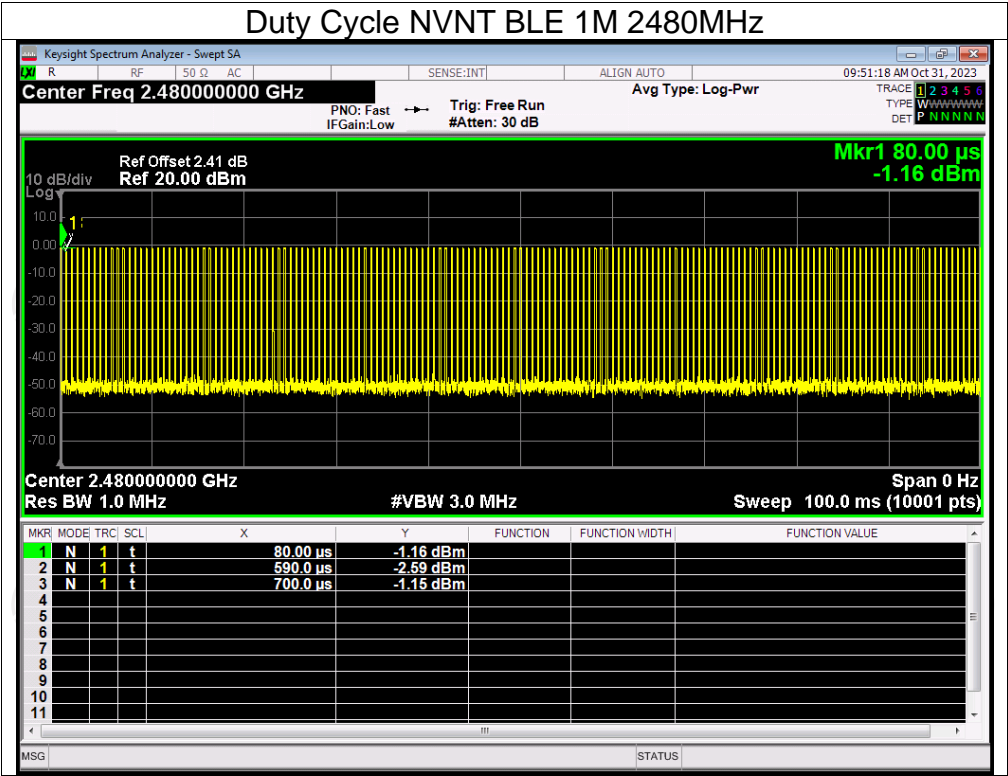 Duty Cycle NVNT BLE 1M 2480MHz
Keysight Spectrum Analyzer - Swept SA
LXI R RF 50 Ω AC SENSE:INT ALIGN AUTO 09:51:18 AM Oct 31, 2023
Center Freq 2.480000000 GHz Avg Type: Log-Pwr TRACE 1 2 3 4 5 6
PNO: Fast Trig: Free Run TYPE W
IFGain:Low #Atten: 30 dB DET P N N N N N
Mkr1 80.00 µs
Ref Offset 2.41 dB
10 dB/div Ref 20.00 dBm -1.16 dBm
Log
10.0
1
0.00
-10.0
-20.0
-30.0
-40.0
-50.0
-60.0
-70.0
Center 2.480000000 GHz Span 0 Hz
Res BW 1.0 MHz #VBW 3.0 MHz Sweep 100.0 ms (10001 pts)
MKR MODE TRC SCL X Y FUNCTION FUNCTION WIDTH FUNCTION VALUE
1 N 1 t 80.00 µs -1.16 dBm
2 N 1 t 590.0 µs -2.59 dBm
3 N 1 t 700.0 µs -1.15 dBm
4
5
6
7
8
9
10
11
MSG STATUS